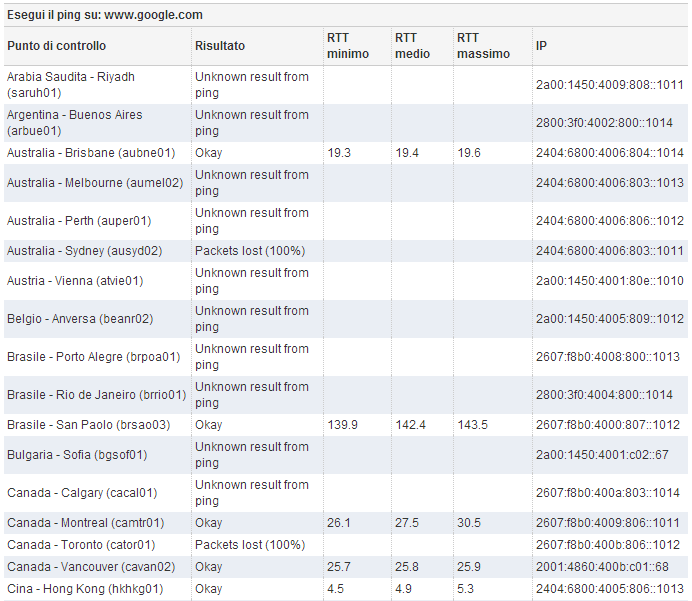 Esegui il ping su: www.google.com
Punto di controllo Risultato RTT minimo RTT medio RTT massimo IP
Arabia Saudita - Riyadh (saruh01) Unknown result from ping 2a00:1450:4009:808::1011
Argentina - Buenos Aires (arbue01) Unknown result from ping 2800:3f0:4002:800::1014
Australia - Brisbane (aubne01) Okay 19.3 19.4 19.6 2404:6800:4006:804::1014
Australia - Melbourne (aumel02) Unknown result from ping 2404:6800:4006:803::1013
Australia - Perth (auper01) Unknown result from ping 2404:6800:4006:806::1012
Australia - Sydney (ausyd02) Packets lost (100%) 2404:6800:4006:803::1011
Austria - Vienna (atvie01) Unknown result from ping 2a00:1450:4001:80e::1010
Belgio - Anversa (beanr02) Unknown result from ping 2a00:1450:4005:809::1012
Brasile - Porto Alegre (brpoa01) Unknown result from ping 2607:f8b0:4008:800::1013
Brasile - Rio de Janeiro (brrio01) Unknown result from ping 2800:3f0:4004:800::1014
Brasile - San Paolo (brsao03) Okay 139.9 142.4 143.5 2607:f8b0:4000:807::1012
Bulgaria - Sofia (bgsof01) Unknown result from ping 2a00:1450:4001:c02::67
Canada - Calgary (cacal01) Unknown result from ping 2607:f8b0:400a:803::1014
Canada - Montreal (camtr01) Okay 26.1 27.5 30.5 2607:f8b0:4009:806::1011
Canada - Toronto (cator01) Packets lost (100%) 2607:f8b0:400b:806::1012
Canada - Vancouver (cavan02) Okay 25.7 25.8 25.9 2001:4860:400b:c01::68
Cina - Hong Kong (hkhkg01) Okay 4.5 4.9 5.3 2404:6800:4005:806::1013